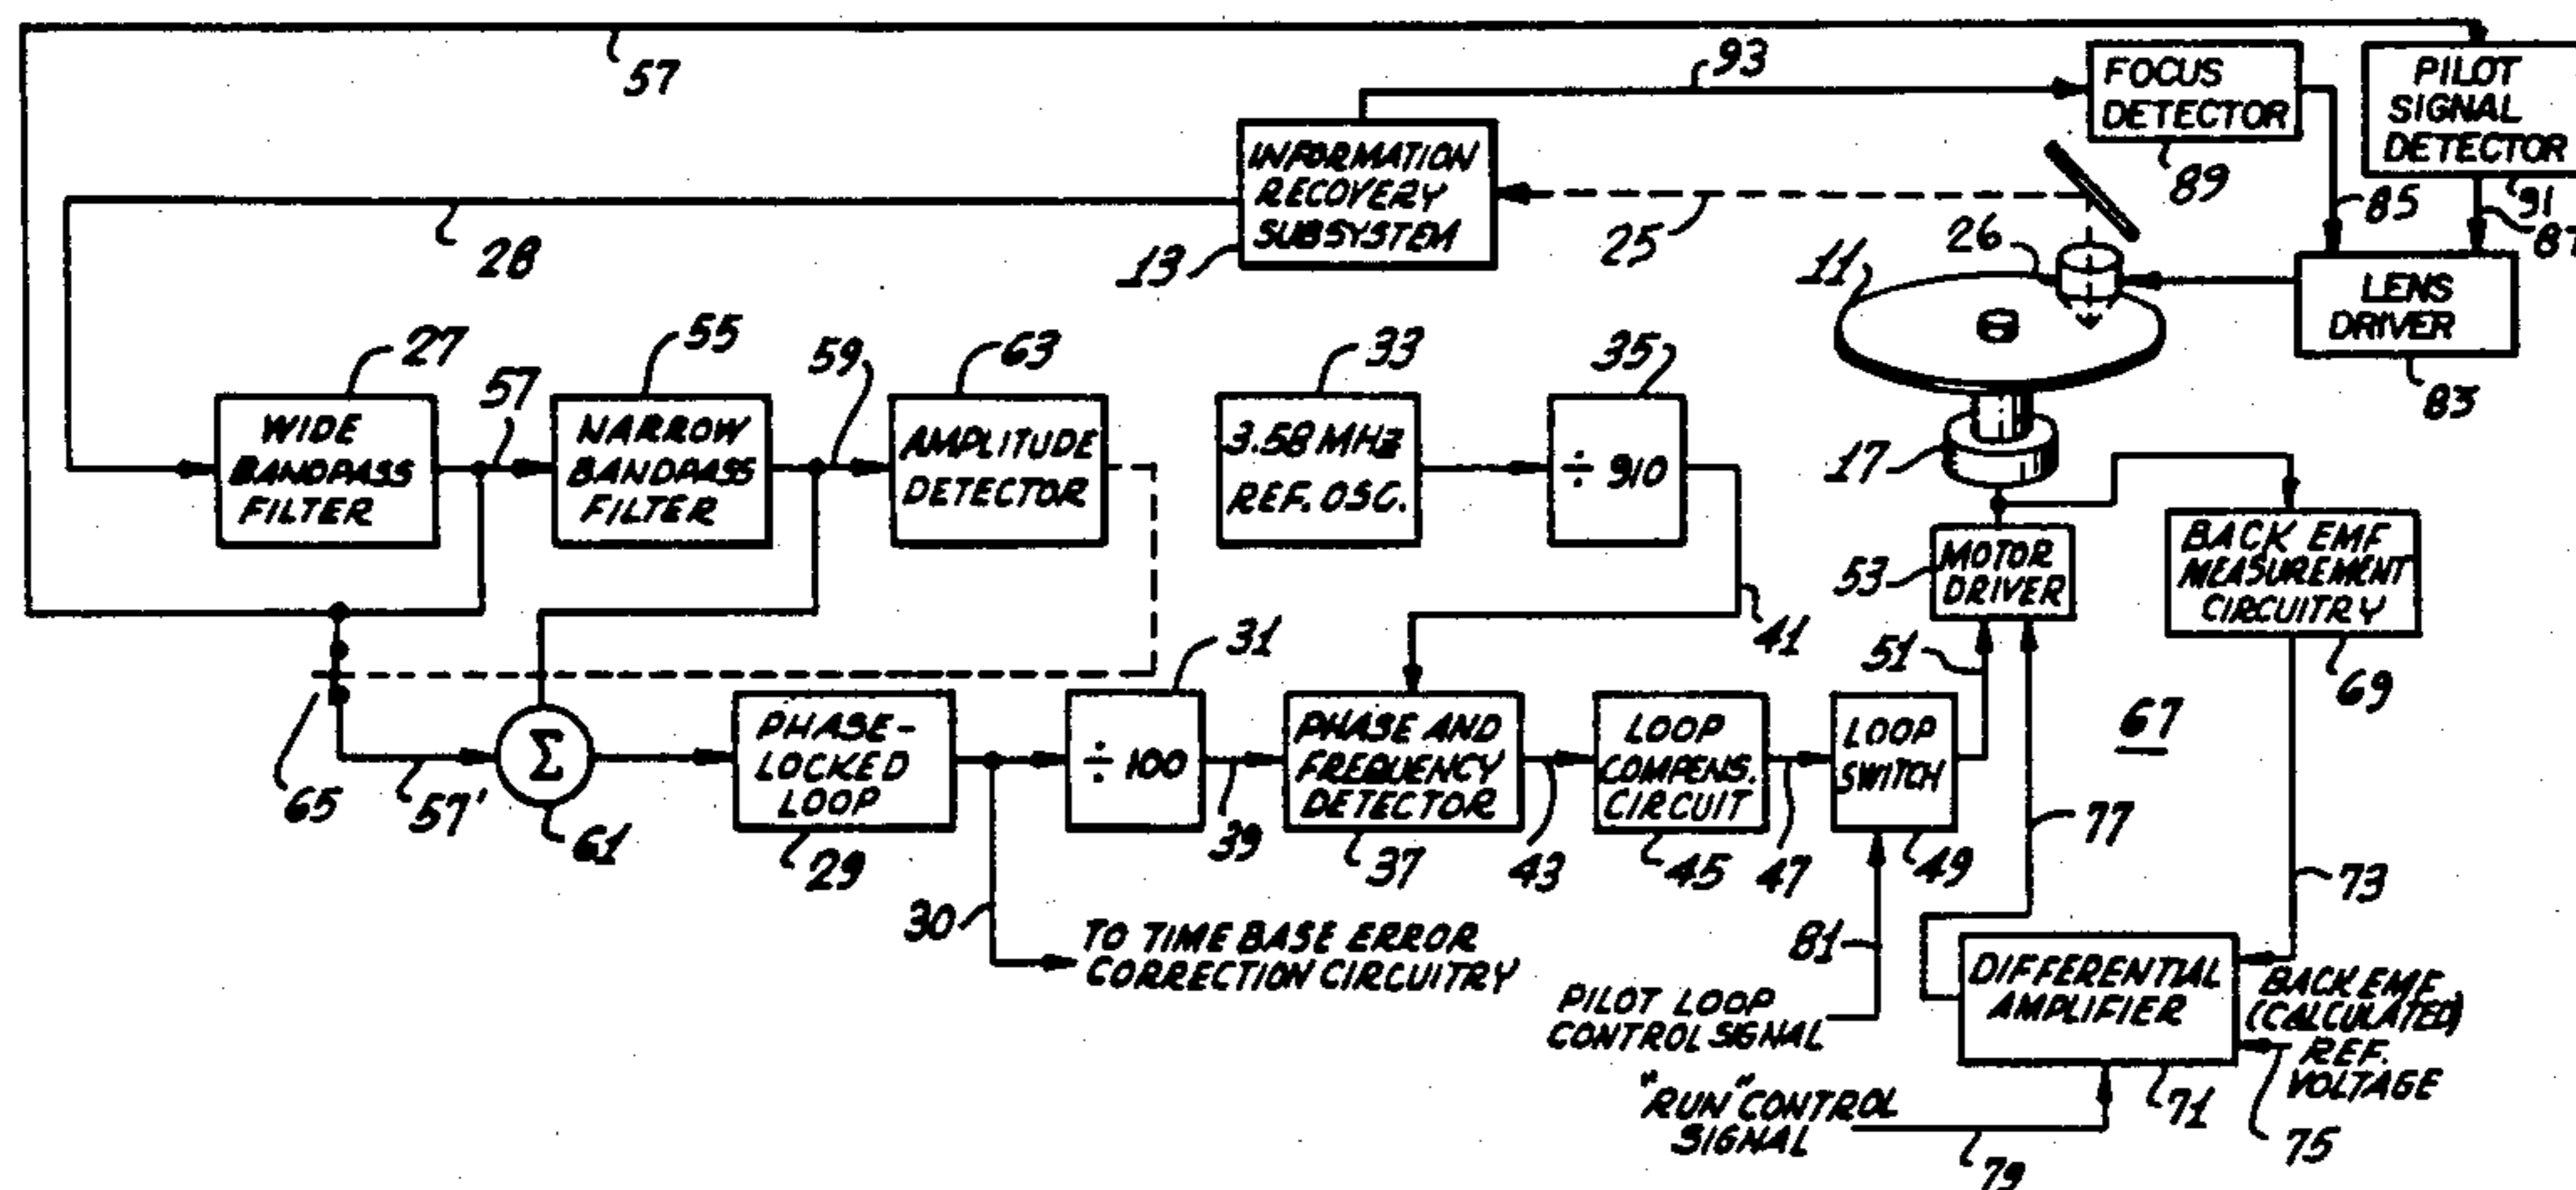 57
93
FOCUS
DETECTOR
89
PILOT
SIGNAL
DETECTOR
91
85
87
INFORMATION
RECOVERY
SUBSYSTEM
13
25
26
11
28
LENS
DRIVER
83
27
WIDE
BANDPASS
FILTER
57
55
NARROW
BANDPASS
FILTER
59
63
AMPLITUDE
DETECTOR
33
3.58 MHZ
REF. OSC.
35
÷ 910
17
41
53
MOTOR
DRIVER
BACK EMF
MEASUREMENT
CIRCUITRY
69
65
57'
Σ
61
PHASE-
LOCKED
LOOP
29
31
÷ 100
39
PHASE AND
FREQUENCY
DETECTOR
37
43
LOOP
COMPENS.
CIRCUIT
45
47
LOOP
SWITCH
49
51
67
77
73
30
TO TIME BASE ERROR
CORRECTION CIRCUITRY
81
PILOT LOOP
CONTROL SIGNAL
DIFFERENTIAL
AMPLIFIER
71
BACK EMF
(CALCULATED)
REF.
VOLTAGE
75
"RUN" CONTROL
SIGNAL
79